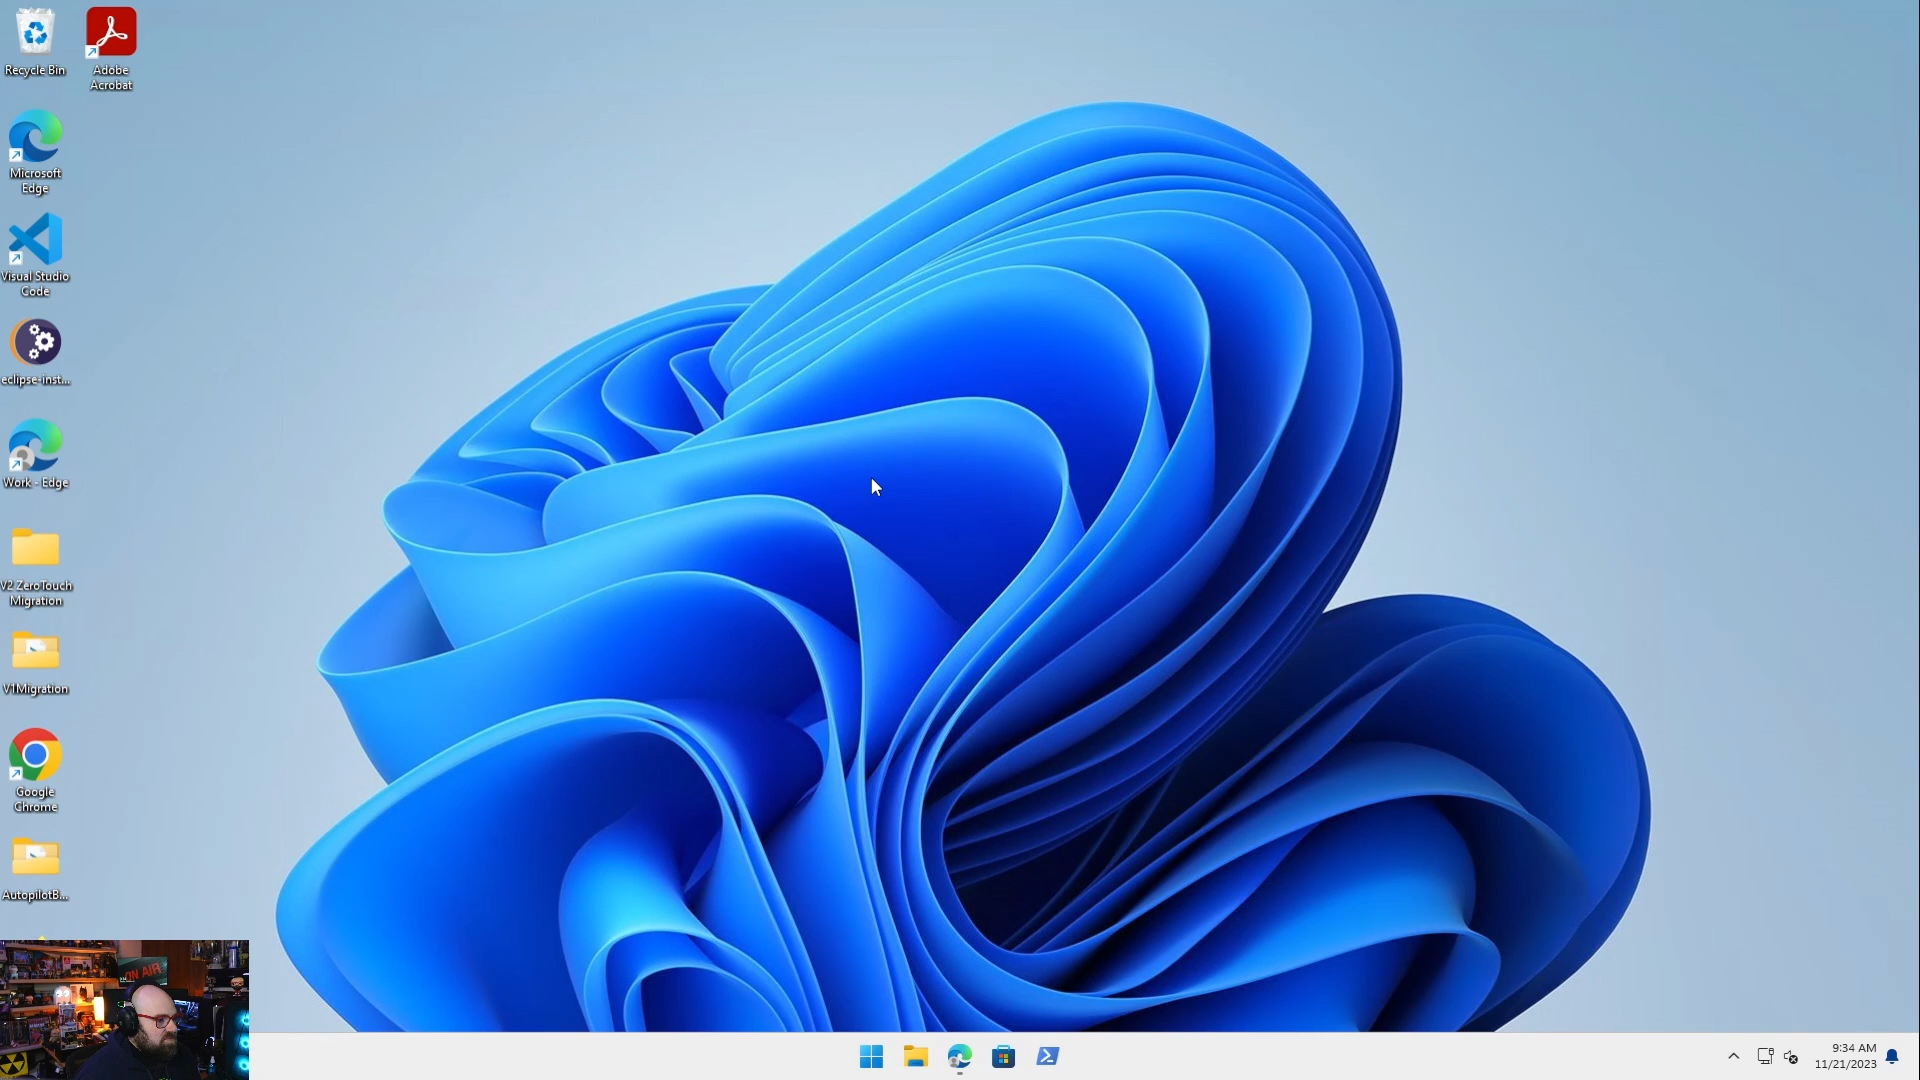 Recycle Bin
Adobe
Acrobat
Microsoft
Edge
Visual Studio
Code
eclipse-inst...
Work - Edge
V2 ZeroTouch
Migration
V1Migration
Google
Chrome
AutopilotB...
ON AIR
9:34 AM
11/21/2023